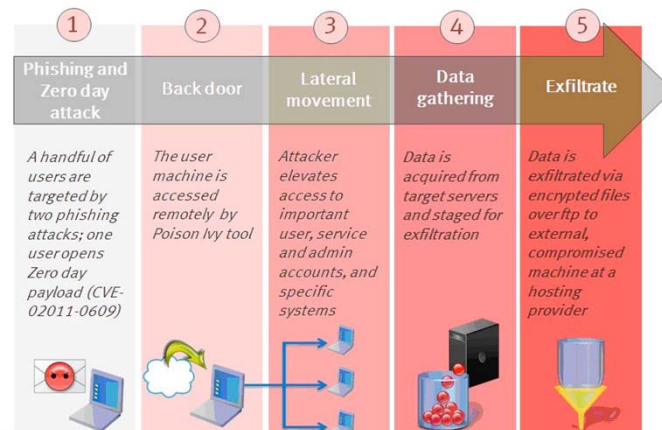 1
Phishing and
Zero day
attack
A handful of
users are
targeted by
two phishing
attacks; one
user opens
Zero day
payload (CVE-
02011-0609)
2
Back door
The user
machine is
accessed
remotely by
Poison Ivy tool
3
Lateral
movement
Attacker
elevates access to
important
user, service
and admin
accounts, and
specific
systems
4
Data
gathering
Data is
acquired from
target servers
and staged for
exfiltration
5
Exfiltrate
Data is
exfiltrated via
encrypted files
over ftp to
external,
compromised
machine at a
hosting
provider